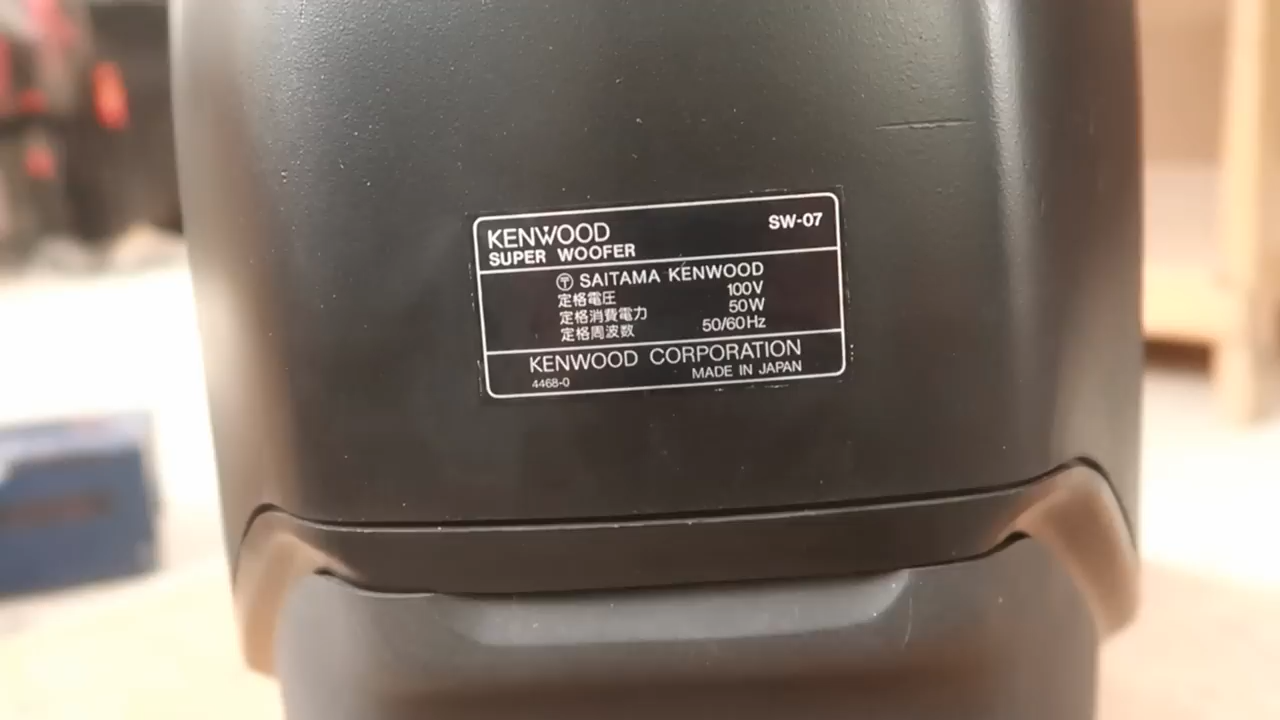 KENWOOD SW-07
SUPER WOOFER
〒 SAITAMA KENWOOD
定格電圧 100V
定格消費電力 50W
定格周波数 50/60Hz
KENWOOD CORPORATION
4468-0 MADE IN JAPAN